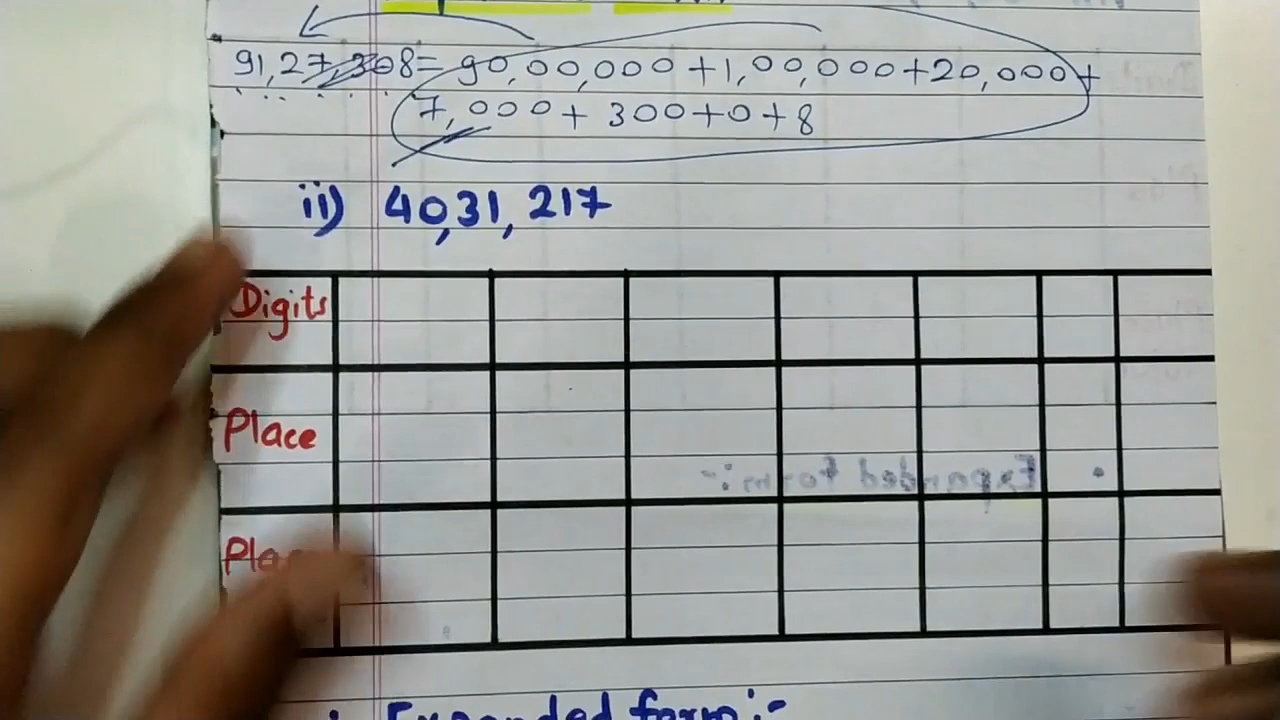 91,27,308= 90,00,000 +1,00,000+20,000+
7,000+ 300+0+8
ii) 40,31,217
Digits
Place
Expanded form:-